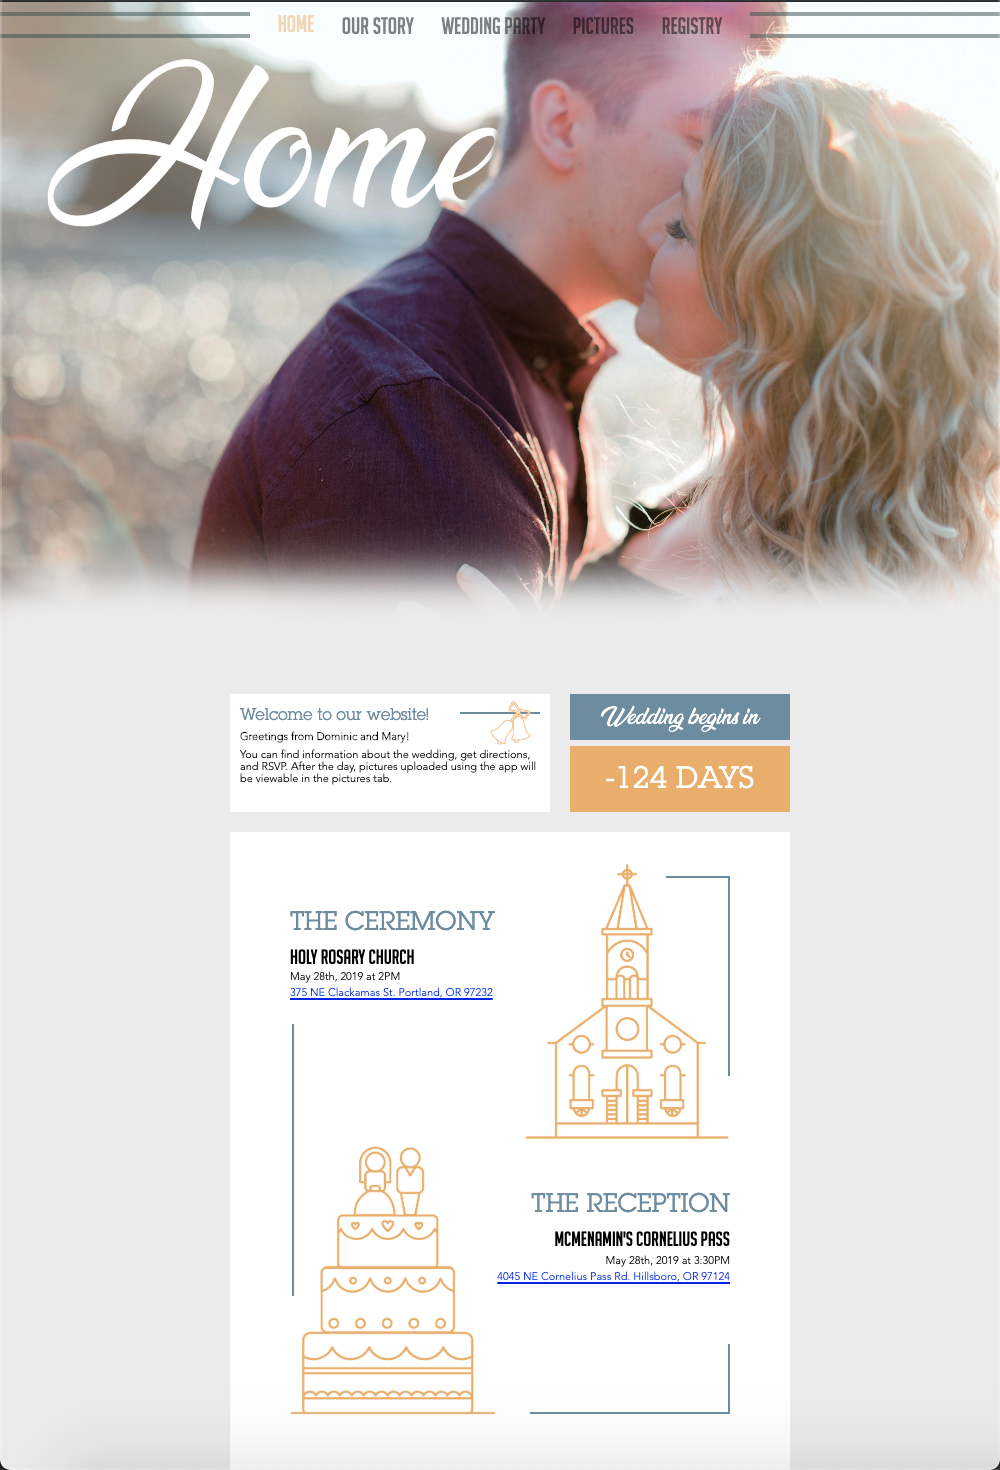 HOME OUR STORY WEDDING PARTY PICTURES REGISTRY
Home
Welcome to our website!
Greetings from Dominic and Mary!
You can find information about the wedding, get directions,
and RSVP. After the day, pictures uploaded using the app will
be viewable in the pictures tab.
Wedding begins in
-124 DAYS
THE CEREMONY
HOLY ROSARY CHURCH
May 28th, 2019 at 2PM
375 NE Clackamas St. Portland, OR 97232
THE RECEPTION
MCMENAMIN'S CORNELIUS PASS
May 28th, 2019 at 3:30PM
4045 NE Cornelius Pass Rd. Hillsboro, OR 97124